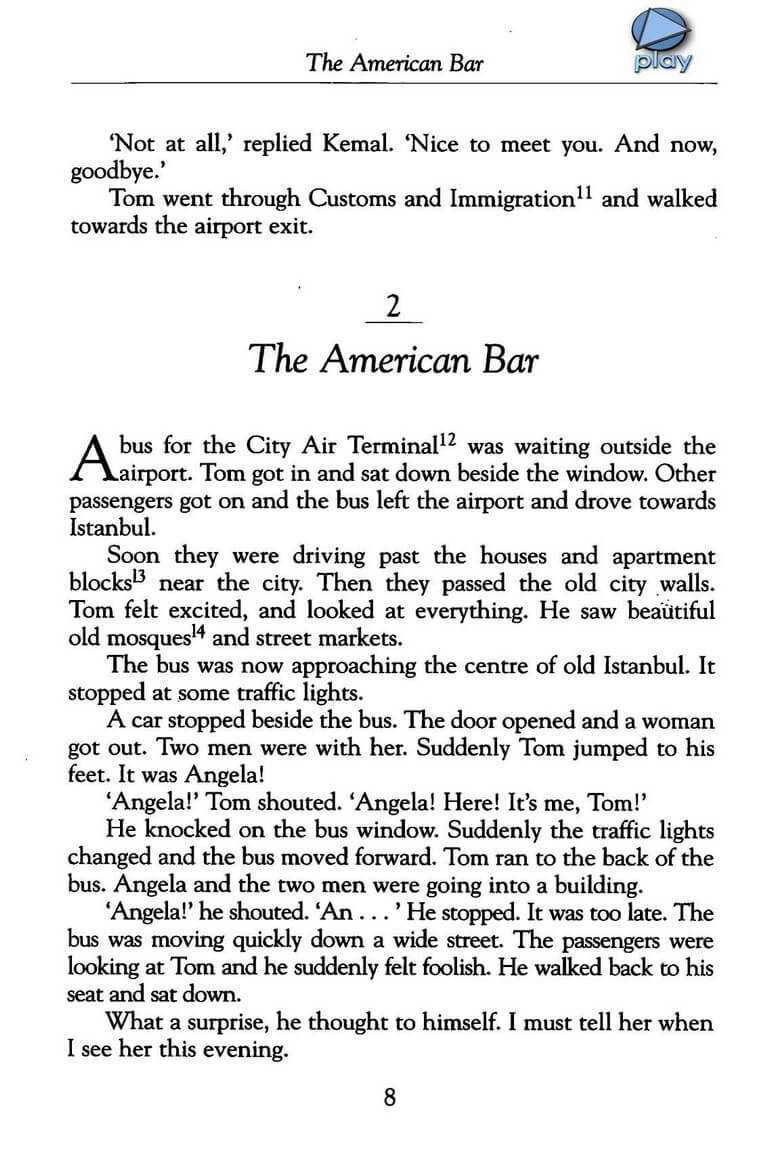 The American Bar
play
‘Not at all,’ replied Kemal. ‘Nice to meet you. And now,
goodbye.’
Tom went through Customs and Immigration¹¹ and walked
towards the airport exit.
2
The American Bar
A bus for the City Air Terminal¹² was waiting outside the
airport. Tom got in and sat down beside the window. Other
passengers got on and the bus left the airport and drove towards
Istanbul.
Soon they were driving past the houses and apartment
blocks¹³ near the city. Then they passed the old city walls.
Tom felt excited, and looked at everything. He saw beautiful
old mosques¹⁴ and street markets.
The bus was now approaching the centre of old Istanbul. It
stopped at some traffic lights.
A car stopped beside the bus. The door opened and a woman
got out. Two men were with her. Suddenly Tom jumped to his
feet. It was Angela!
‘Angela!’ Tom shouted. ‘Angela! Here! It’s me, Tom!’
He knocked on the bus window. Suddenly the traffic lights
changed and the bus moved forward. Tom ran to the back of the
bus. Angela and the two men were going into a building.
‘Angela!’ he shouted. ‘An . . . ’ He stopped. It was too late. The
bus was moving quickly down a wide street. The passengers were
looking at Tom and he suddenly felt foolish. He walked back to his
seat and sat down.
What a surprise, he thought to himself. I must tell her when
I see her this evening.
8